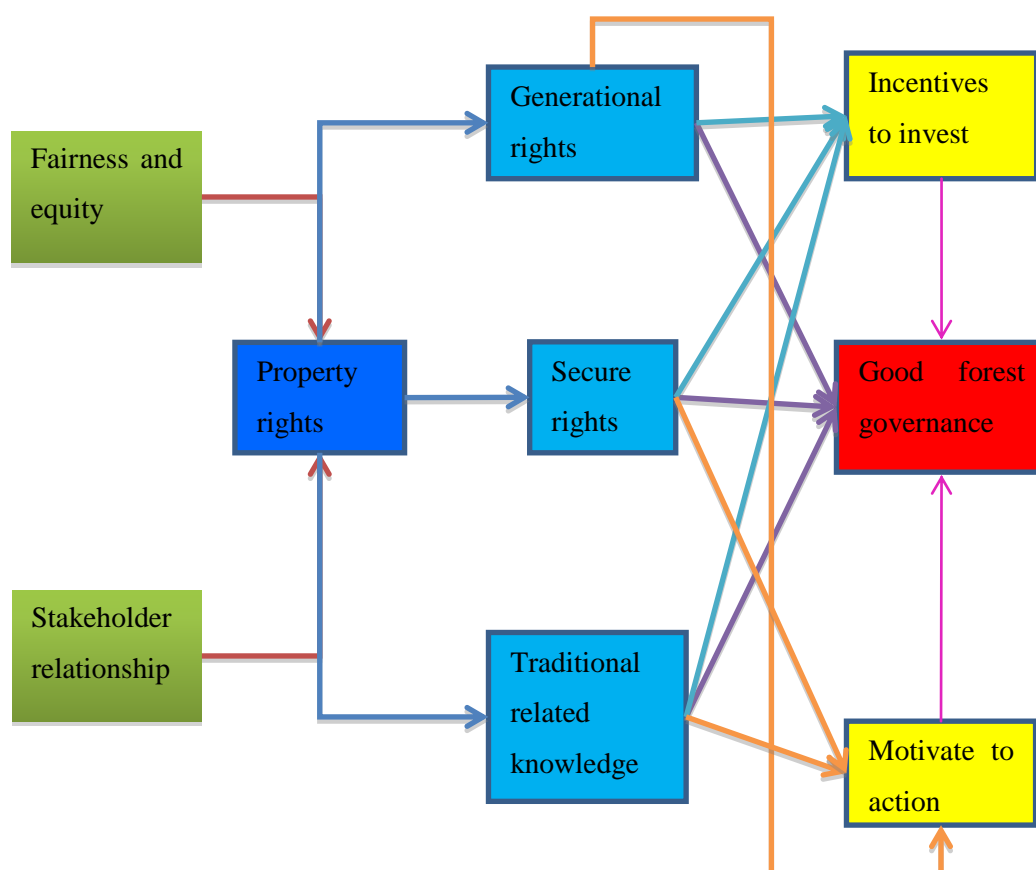 Generational
rights
Incentives
to invest
Fairness and
equity
Property
rights
Secure
rights
Good forest
governance
Stakeholder
relationship
Traditional
related
knowledge
Motivate to
action